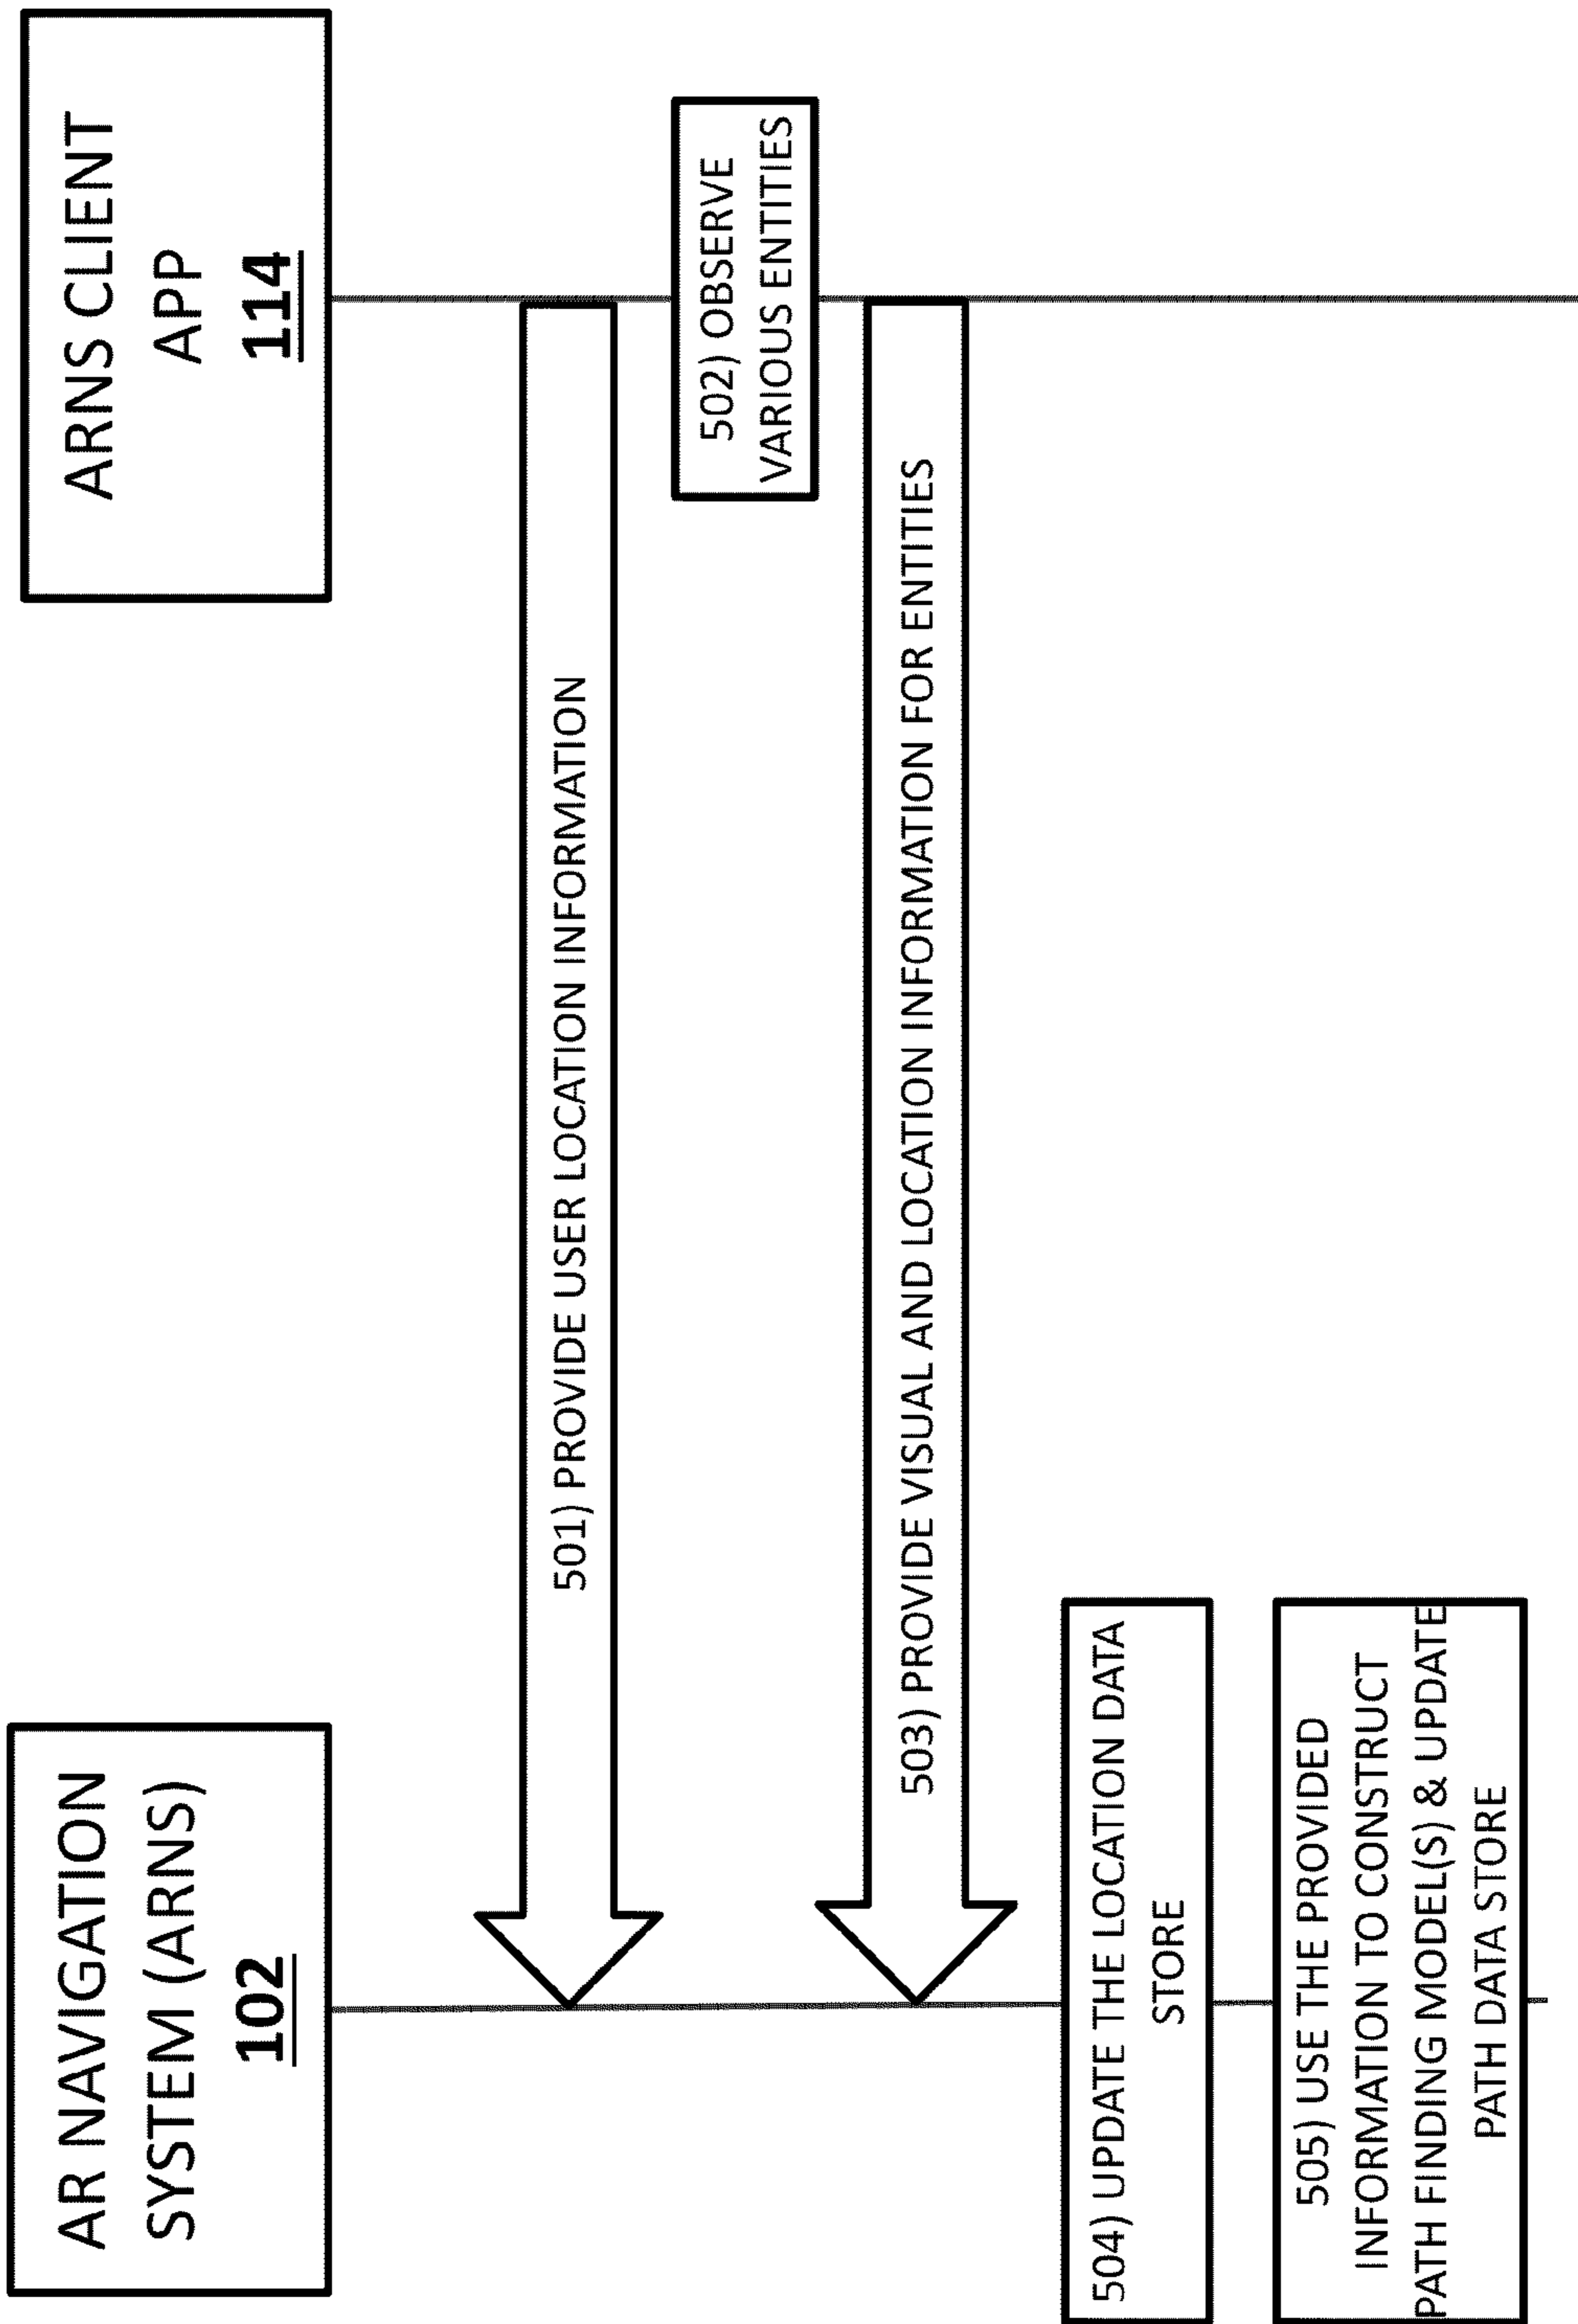 AR NAVIGATION
SYSTEM (ARNS)
102
ARNS CLIENT
APP
114
501) PROVIDE USER LOCATION INFORMATION
502) OBSERVE
VARIOUS ENTITIES
503) PROVIDE VISUAL AND LOCATION INFORMATION FOR ENTITIES
504) UPDATE THE LOCATION DATA
STORE
505) USE THE PROVIDED
INFORMATION TO CONSTRUCT
PATH FINDING MODEL(S) & UPDATE
PATH DATA STORE